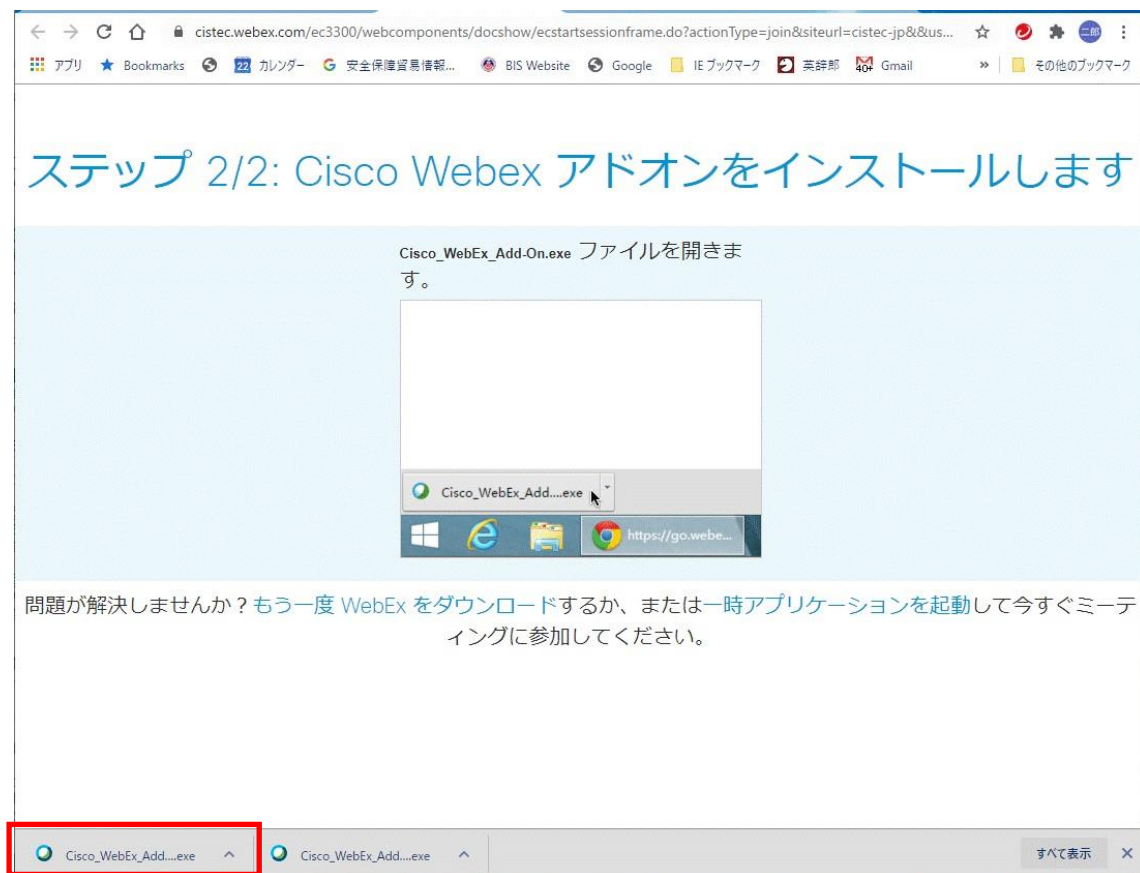 cistec.webex.com/ec3300/webcomponents/docshow/ecstartsessionframe.do?actionType=join&siteurl=cistec-jp&&us...
二郎
アプリ Bookmarks 22 カレンダー 安全保障貿易情報... BIS Website Google IE ブックマーク 英辞郎 40+ Gmail » その他のブックマーク
ステップ 2/2: Cisco Webex アドオンをインストールします
Cisco_WebEx_Add-On.exe ファイルを開きま
す。
Cisco_WebEx_Add....exe
https://go.webe...
問題が解決しませんか？もう一度 WebEx をダウンロードするか、または一時アプリケーションを起動して今すぐミーテ
ィングに参加してください。
Cisco_WebEx_Add....exe Cisco_WebEx_Add....exe すべて表示